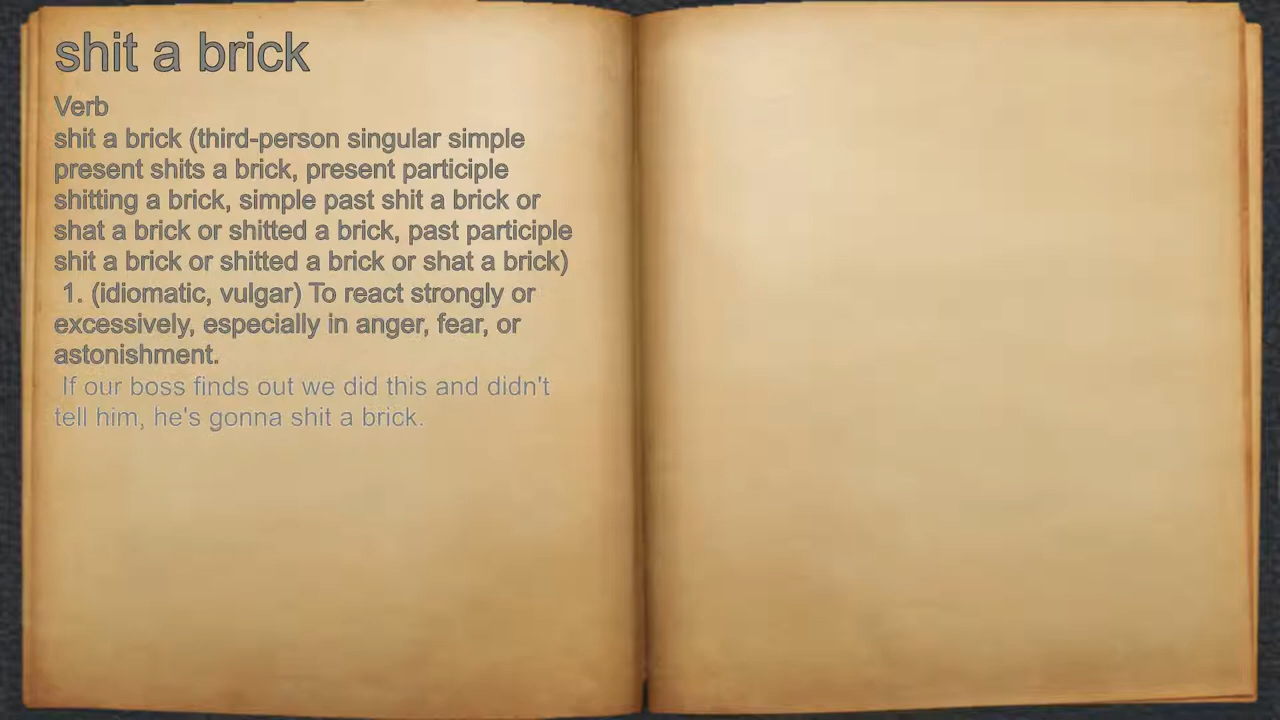 shit a brick
Verb
shit a brick (third-person singular simple
present shits a brick, present participle
shitting a brick, simple past shit a brick or
shat a brick or shitted a brick, past participle
shit a brick or shitted a brick or shat a brick)
1. (idiomatic, vulgar) To react strongly or
excessively, especially in anger, fear, or
astonishment.
If our boss finds out we did this and didn't
tell him, he's gonna shit a brick.